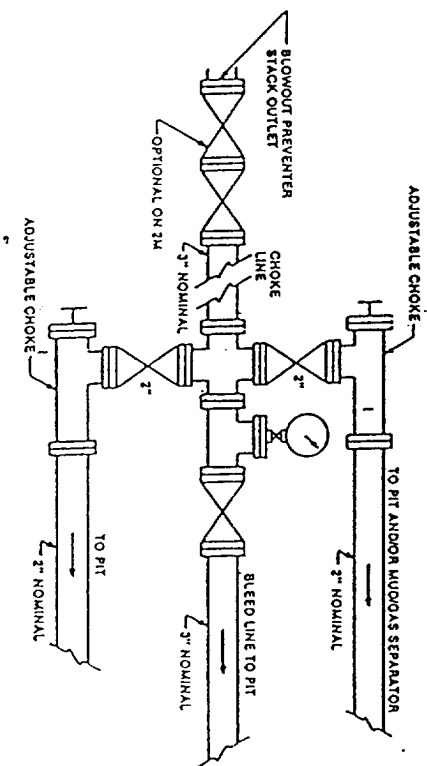 BLOWOUT PREVENTER
STACK OUTLET
OPTIONAL ON 2M
3" NOMINAL
CHOKE
LINE
ADJUSTABLE CHOKE
2"
TO PIT AND/OR MUD/GAS SEPARATOR
2" NOMINAL
BLEED LINE TO PIT
3" NOMINAL
2"
ADJUSTABLE CHOKE
TO PIT
2" NOMINAL